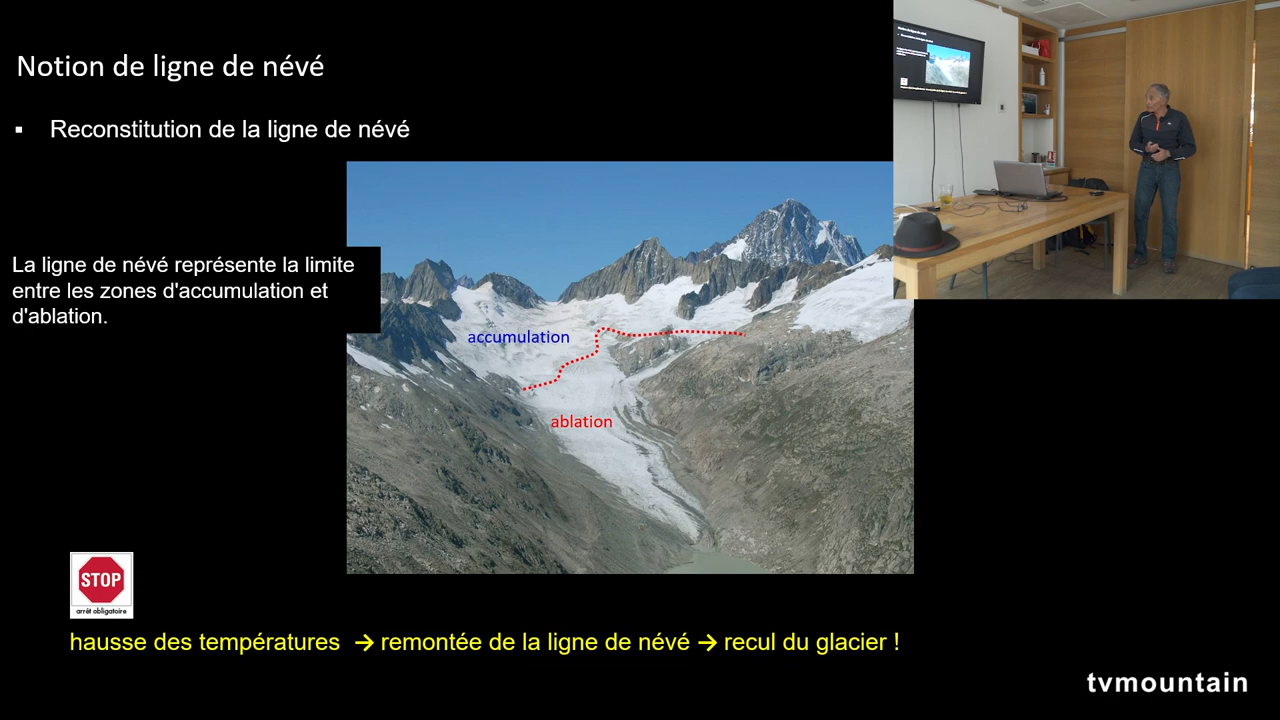 Notion de ligne de névé
▪ Reconstitution de la ligne de névé
La ligne de névé représente la limite
entre les zones d'accumulation et
d'ablation.
accumulation
ablation
STOP
arrêt obligatoire
hausse des températures → remontée de la ligne de névé → recul du glacier !
tvmountain